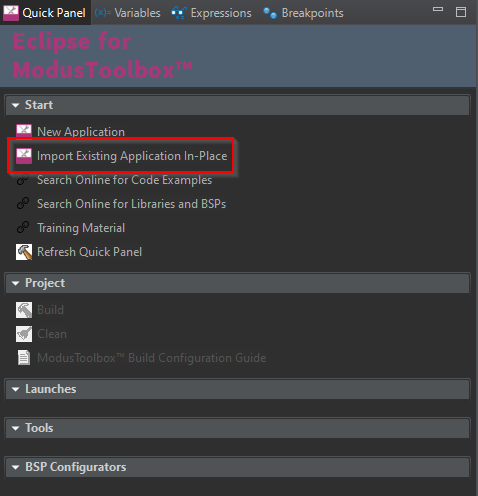 Quick Panel (x)= Variables Expressions Breakpoints
Eclipse for
ModusToolbox™
Start
New Application
Import Existing Application In-Place
Search Online for Code Examples
Search Online for Libraries and BSPs
Training Material
Refresh Quick Panel
Project
Build
Clean
ModusToolbox™ Build Configuration Guide
Launches
Tools
BSP Configurators